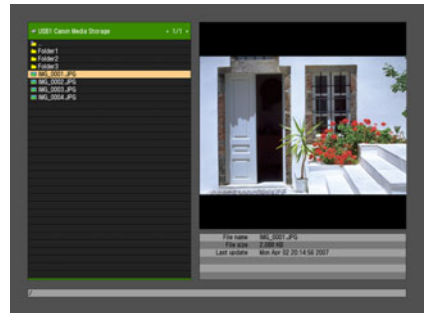 USB1 Canon Media Storage 1/1
..
Folder1
Folder2
Folder3
IMG_0001.JPG
IMG_0002.JPG
IMG_0003.JPG
IMG_0004.JPG
File name IMG_0001.JPG
File size 2,088 KB
Last update Mon Apr 02 20:14:56 2007
/